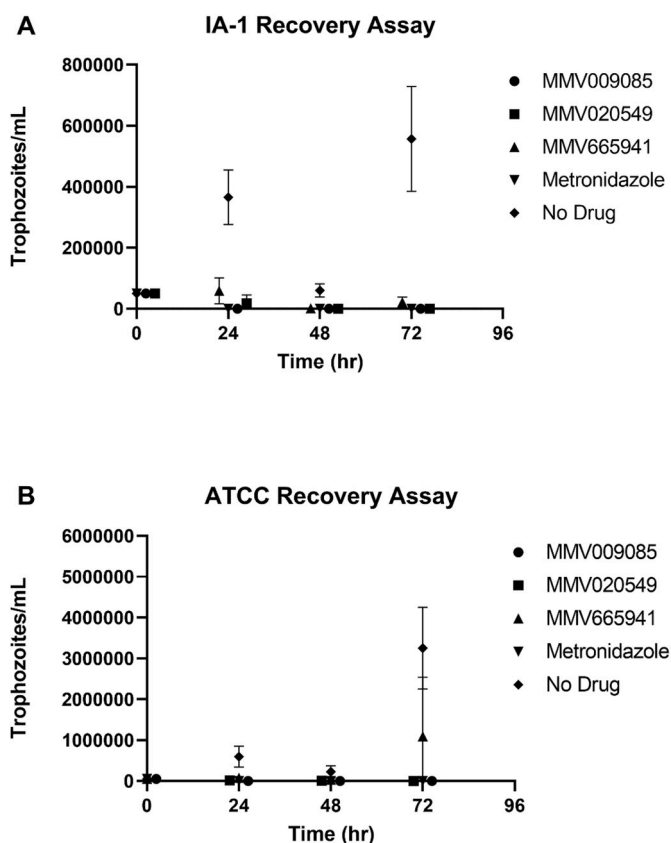 A
IA-1 Recovery Assay
Trophozoites/mL
800000
600000
400000
200000
0
0 24 48 72 96
Time (hr)
MMV009085
MMV020549
MMV665941
Metronidazole
No Drug
B
ATCC Recovery Assay
Trophozoites/mL
6000000
5000000
4000000
3000000
2000000
1000000
0
0 24 48 72 96
Time (hr)
MMV009085
MMV020549
MMV665941
Metronidazole
No Drug